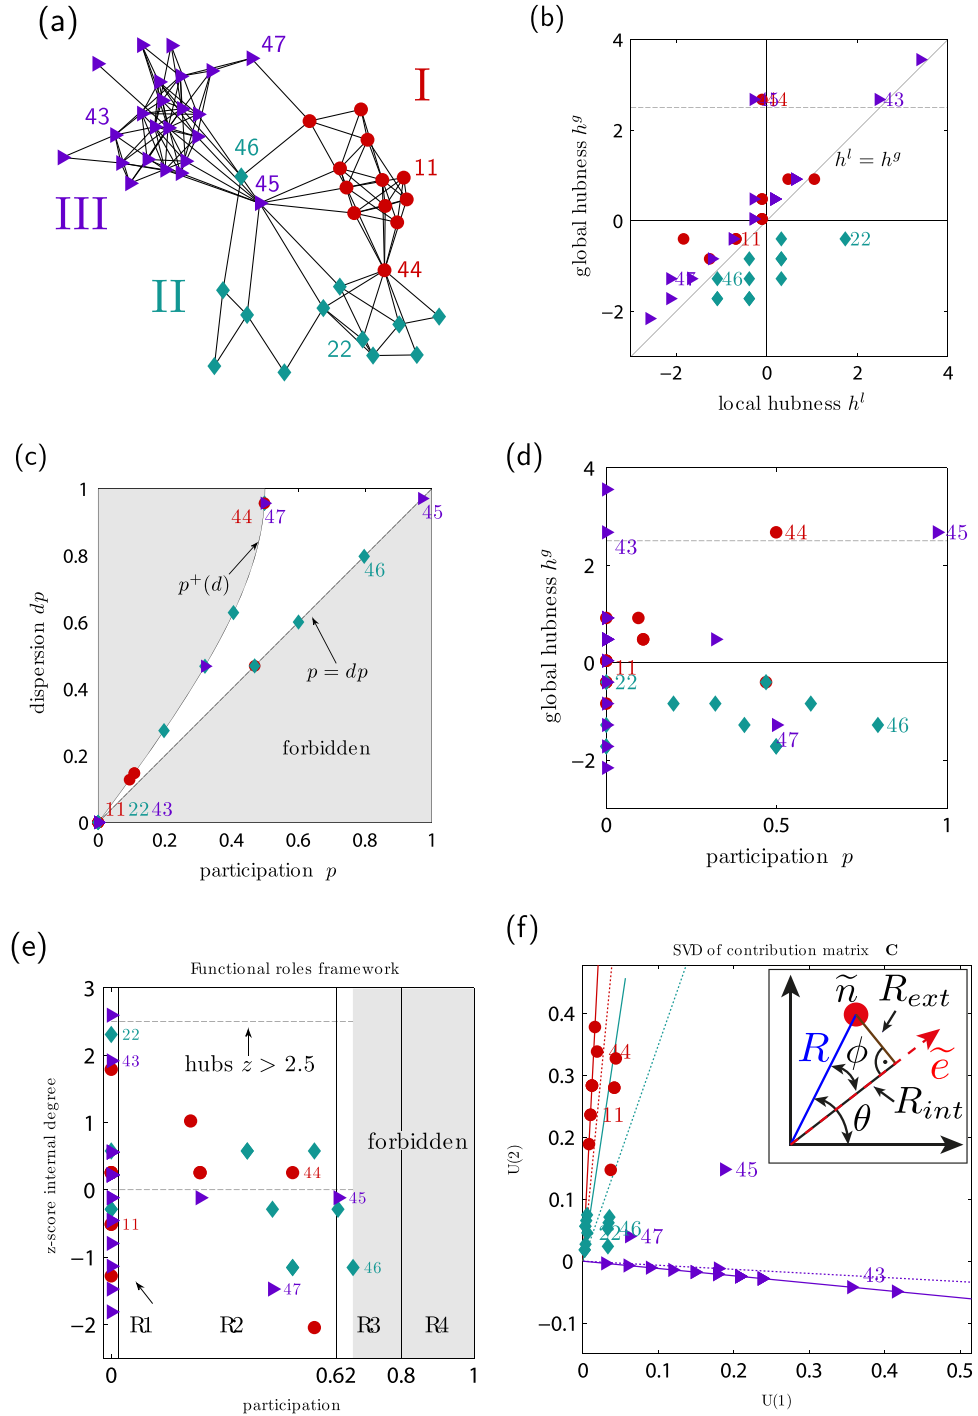 (a)
47
I
43
46
11
45
III
44
II
22
(b)
4
45
44
43
2
h^l = h^g
0
11
22
47
46
−2
−2
0
2
4
global hubness h^g
local hubness h^l
(c)
1
44
47
45
0.8
46
p^+(d)
0.6
p = dp
0.4
forbidden
0.2
11 22 43
0
0
0.2
0.4
0.6
0.8
1
dispersion dp
participation p
(d)
4
44
45
43
2
0
11
22
46
47
−2
0
0.5
1
global hubness h^g
participation p
(e)
Functional roles framework
3
22
2
43
hubs z > 2.5
1
forbidden
44
0
45
11
−1
46
47
−2
R1
R2
R3
R4
0
0.62
0.8
1
z-score internal degree
participation
(f)
SVD of contribution matrix C
0.4
ñ
R_ext
44
R
ϕ
ẽ
0.3
R_int
11
θ
0.2
45
0.1
22
46
47
0
43
−0.1
0
0.1
0.2
0.3
0.4
0.5
U(2)
U(1)